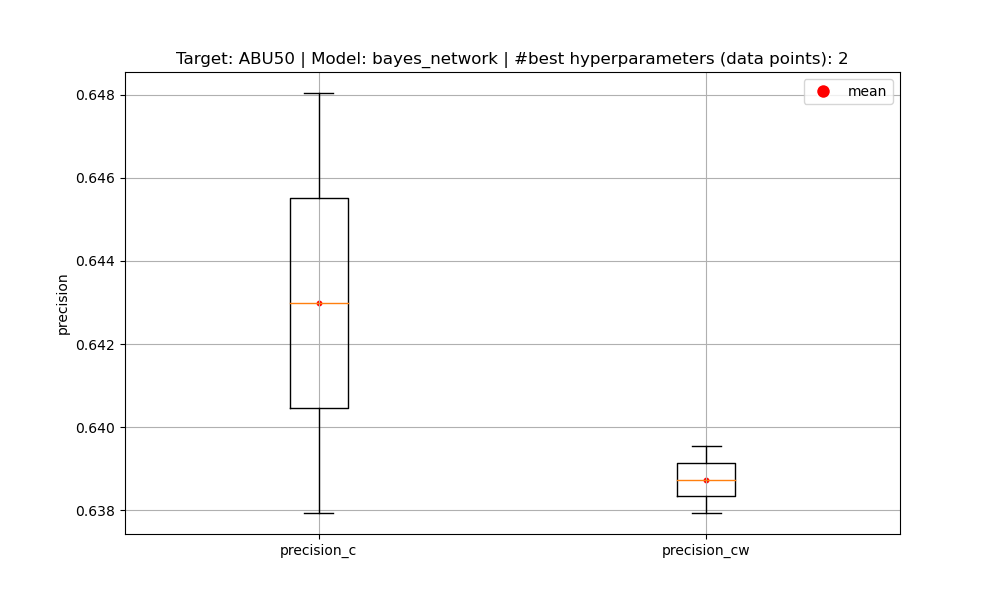 Target: ABU50 | Model: bayes_network | #best hyperparameters (data points): 2
mean
0.648
0.646
0.644
0.642
0.640
0.638
precision
precision_c
precision_cw